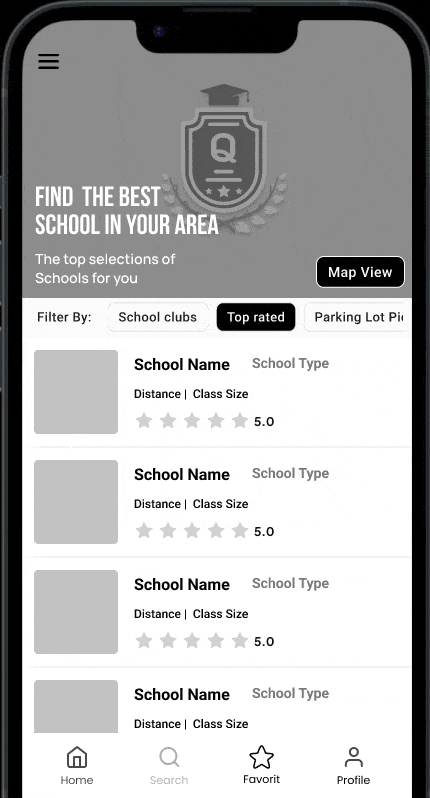 Q
FIND THE BEST
SCHOOL IN YOUR AREA
The top selections of
Schools for you
Map View
Filter By: School clubs Top rated Parking Lot
School Name School Type
Distance | Class Size
5.0
School Name School Type
Distance | Class Size
5.0
School Name School Type
Distance | Class Size
5.0
School Name School Type
Distance | Class Size
Home Search Favorit Profile